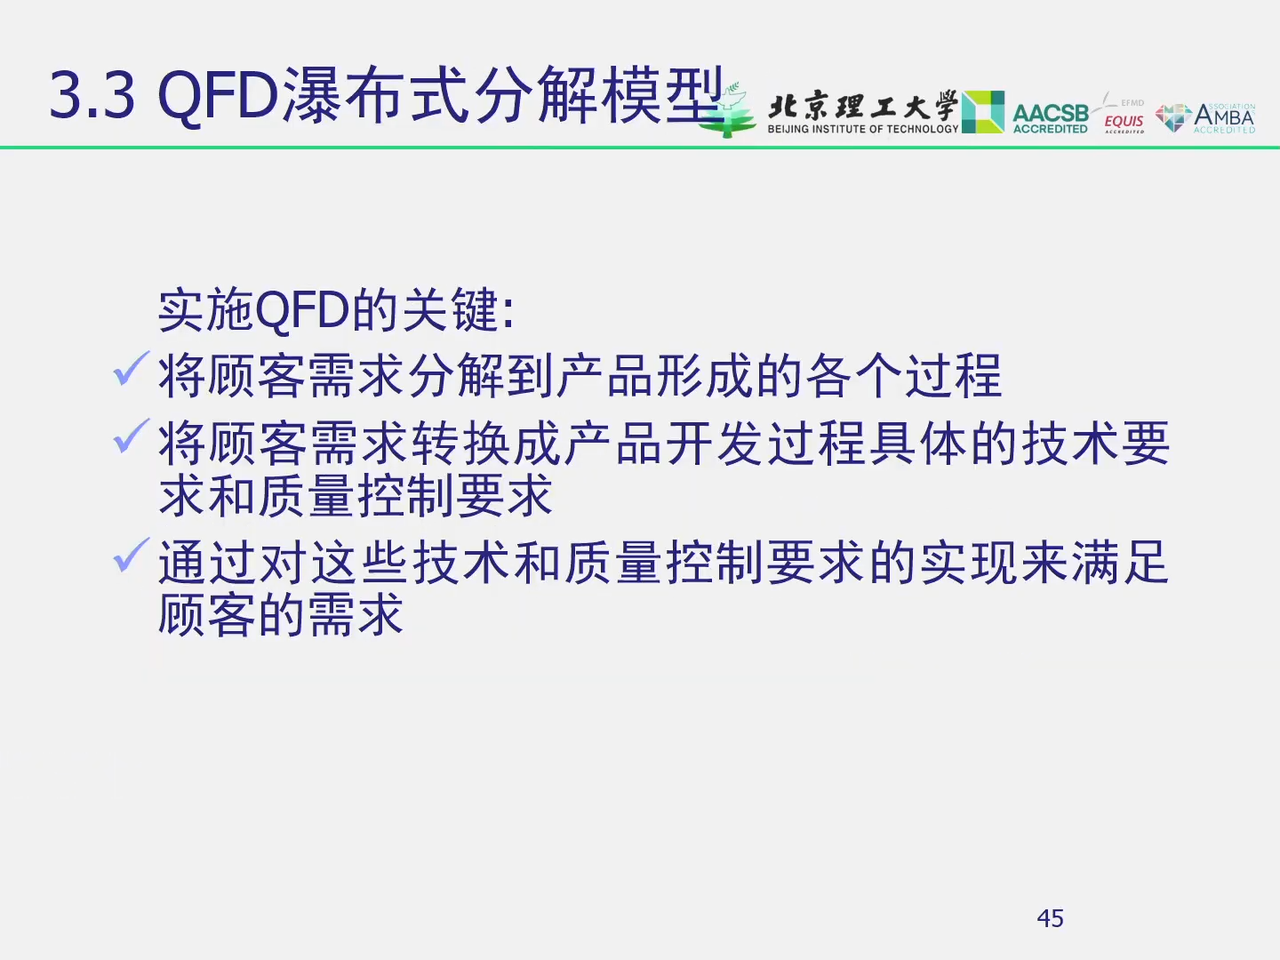 3.3 QFD瀑布式分解模型
北京理工大学
BEIJING INSTITUTE OF TECHNOLOGY
AACSB
ACCREDITED
EFMD
EQUIS
ACCREDITED
ASSOCIATION
AMBA
ACCREDITED
实施QFD的关键:
✓将顾客需求分解到产品形成的各个过程
✓将顾客需求转换成产品开发过程具体的技术要
求和质量控制要求
✓通过对这些技术和质量控制要求的实现来满足
顾客的需求
45